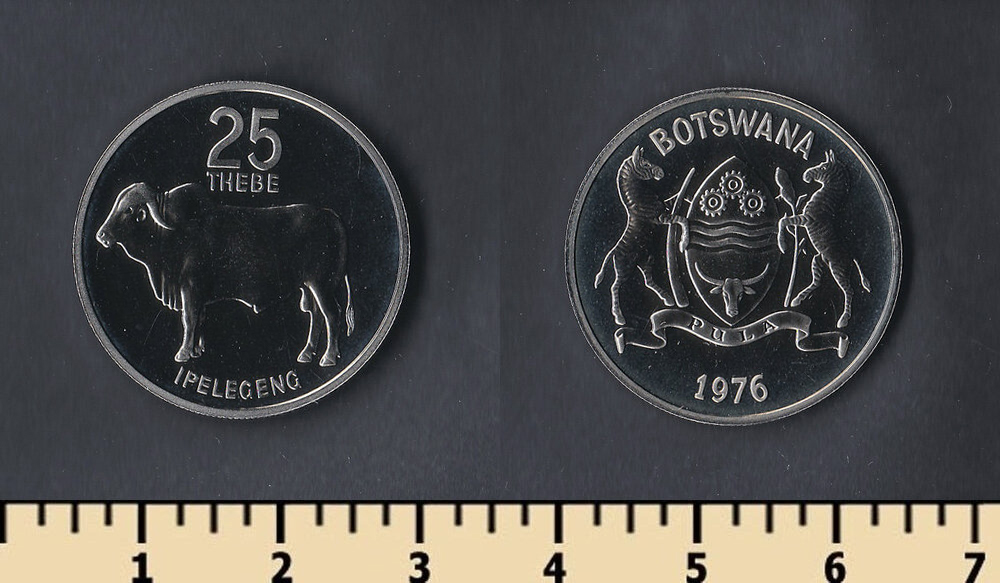 25
THEBE
IPELEGENG
BOTSWANA
PULA
1976
1 2 3 4 5 6 7